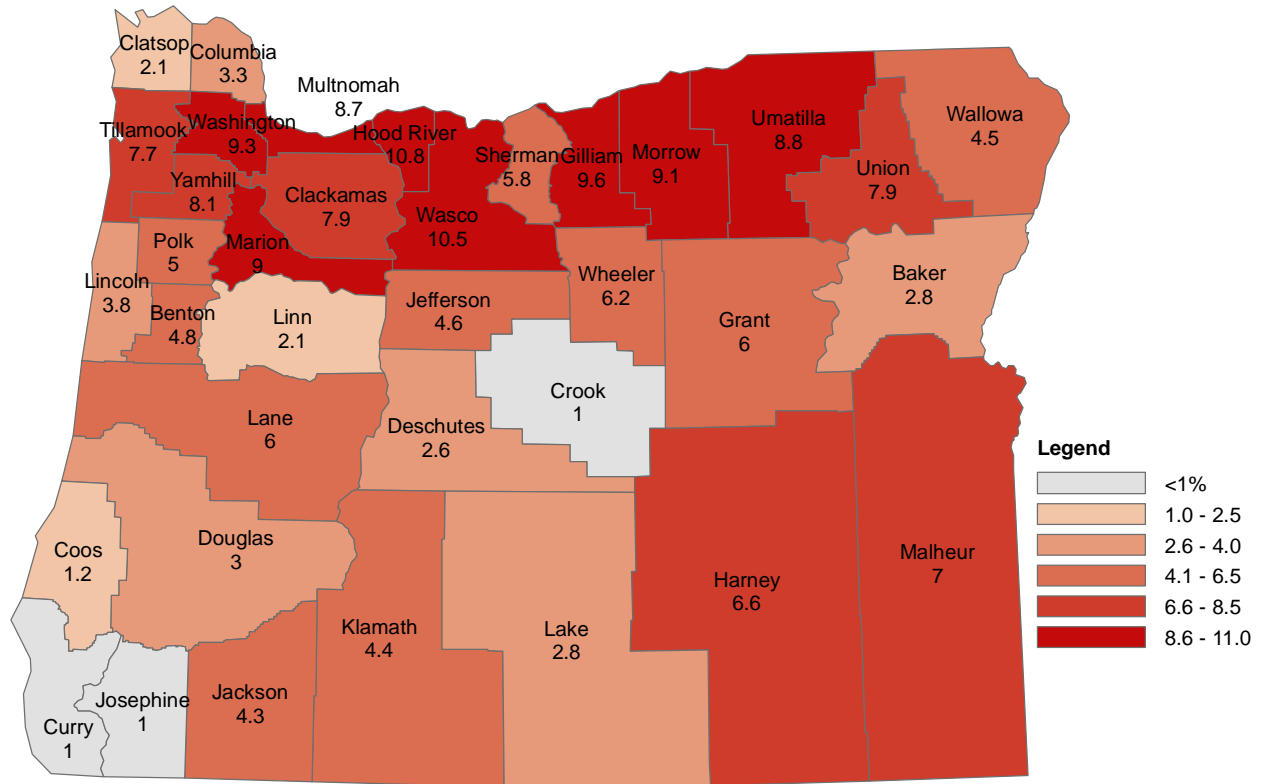 Clatsop
2.1
Columbia
3.3
Multnomah
8.7
Tillamook
7.7
Washington
9.3
Hood River
10.8
Sherman
5.8
Gilliam
9.6
Morrow
9.1
Umatilla
8.8
Union
7.9
Wallowa
4.5
Yamhill
8.1
Clackamas
7.9
Wasco
10.5
Polk
5
Marion
9
Lincoln
3.8
Benton
4.8
Linn
2.1
Jefferson
4.6
Wheeler
6.2
Grant
6
Baker
2.8
Crook
1
Lane
6
Deschutes
2.6
Coos
1.2
Douglas
3
Harney
6.6
Malheur
7
Klamath
4.4
Lake
2.8
Jackson
4.3
Josephine
1
Curry
1
Legend
<1%
1.0 - 2.5
2.6 - 4.0
4.1 - 6.5
6.6 - 8.5
8.6 - 11.0